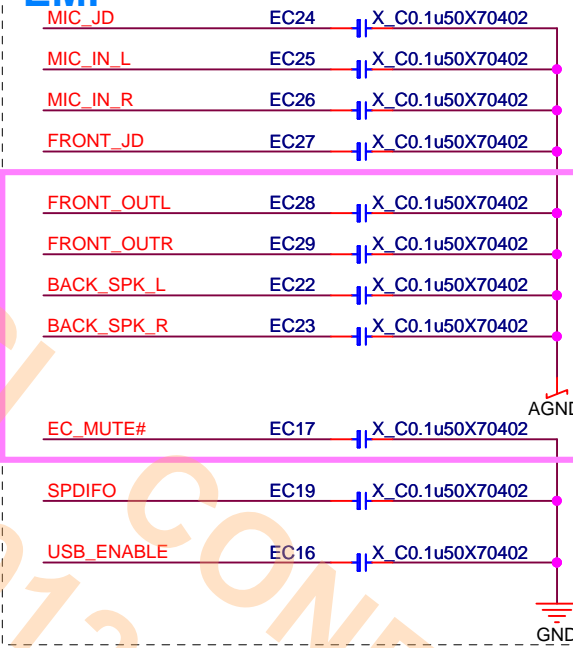 EMI
MIC_JD EC24 X_C0.1u50X70402
MIC_IN_L EC25 X_C0.1u50X70402
MIC_IN_R EC26 X_C0.1u50X70402
FRONT_JD EC27 X_C0.1u50X70402
FRONT_OUTL EC28 X_C0.1u50X70402
FRONT_OUTR EC29 X_C0.1u50X70402
BACK_SPK_L EC22 X_C0.1u50X70402
BACK_SPK_R EC23 X_C0.1u50X70402
AGND
EC_MUTE# EC17 X_C0.1u50X70402
SPDIFO EC19 X_C0.1u50X70402
USB_ENABLE EC16 X_C0.1u50X70402
GND